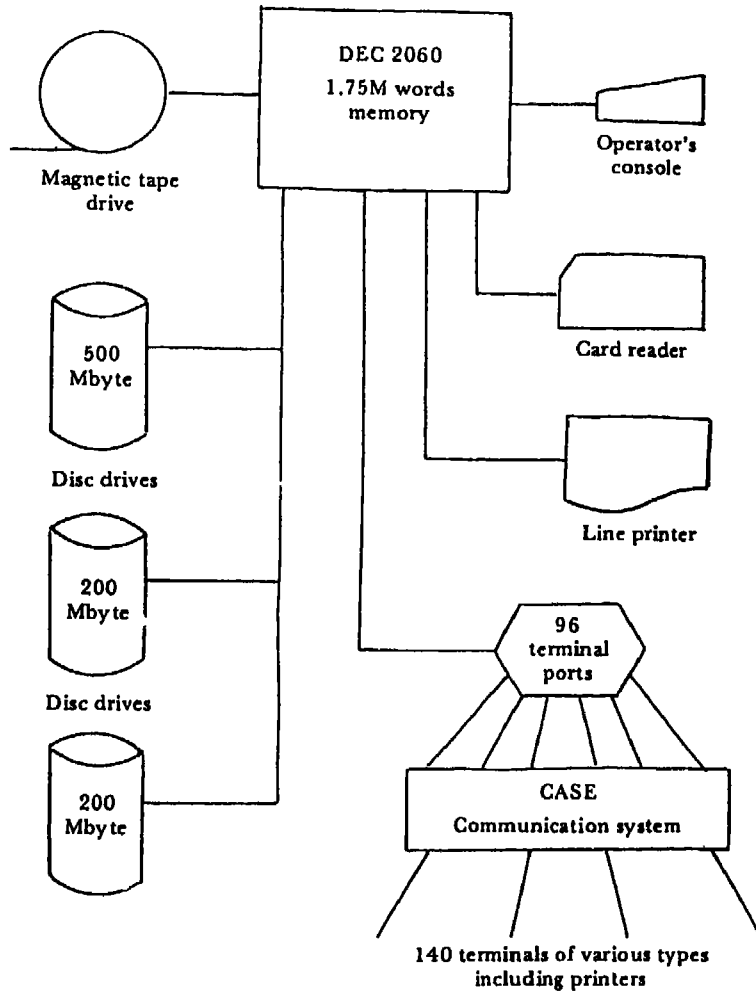 DEC 2060
1.75M words
memory
Magnetic tape
drive
Operator's
console
500
Mbyte
Card reader
Disc drives
Line printer
200
Mbyte
96
terminal
ports
Disc drives
200
Mbyte
CASE
Communication system
140 terminals of various types
including printers